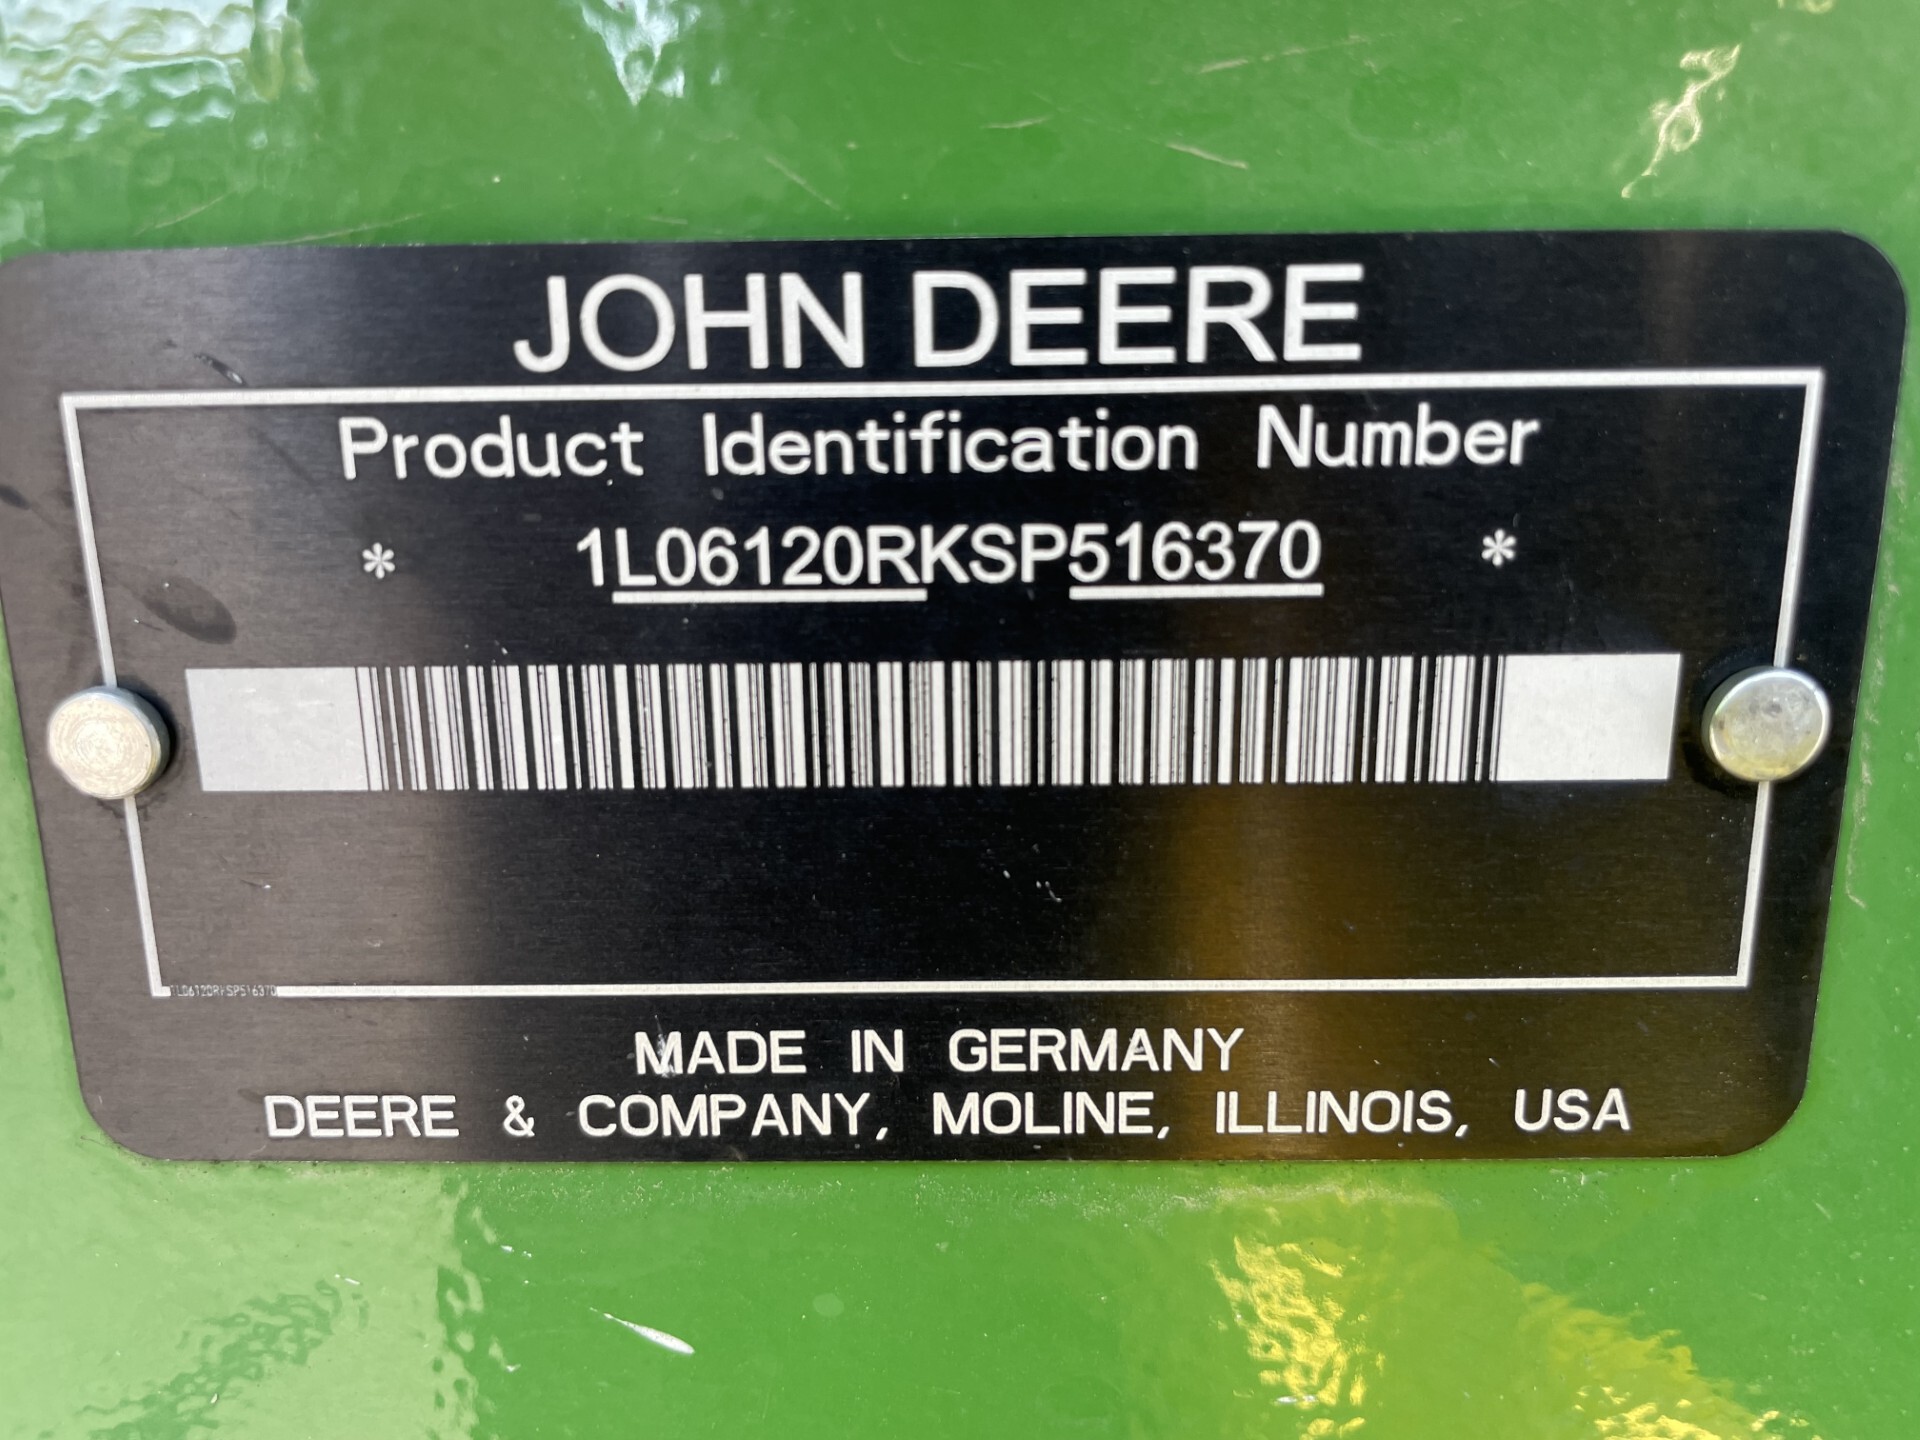 JOHN DEERE
Product Identification Number
* 1L06120RKSP516370 *
1L06120RKSP516370
MADE IN GERMANY
DEERE & COMPANY, MOLINE, ILLINOIS, USA